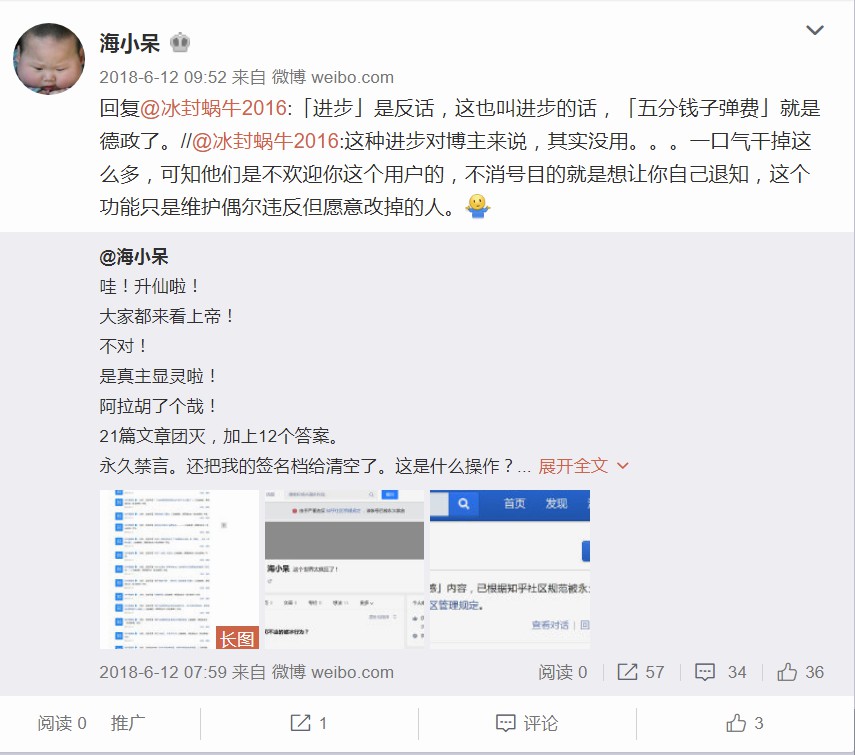 海小呆
2018-6-12 09:52 来自 微博 weibo.com
回复@冰封蜗牛2016:「进步」是反话，这也叫进步的话，「五分钱子弹费」就是
德政了。//@冰封蜗牛2016:这种进步对博主来说，其实没用。。。一口气干掉这
么多，可知他们是不欢迎你这个用户的，不消号目的就是想让你自己退知，这个
功能只是维护偶尔违反但愿意改掉的人。
@海小呆
哇！升仙啦！
大家都来看上帝！
不对！
是真主显灵啦！
阿拉胡了个哉！
21篇文章团灭，加上12个答案。
永久禁言。还把我的签名档给清空了。这是什么操作？... 展开全文
首页 发现
海小呆 这个世界太疯狂了！
」内容，已根据知乎社区规范被永
区管理规定。
查看对话 | 回
长图
2018-6-12 07:59 来自 微博 weibo.com 阅读 0 57 34 36
阅读 0 推广 1 评论 3